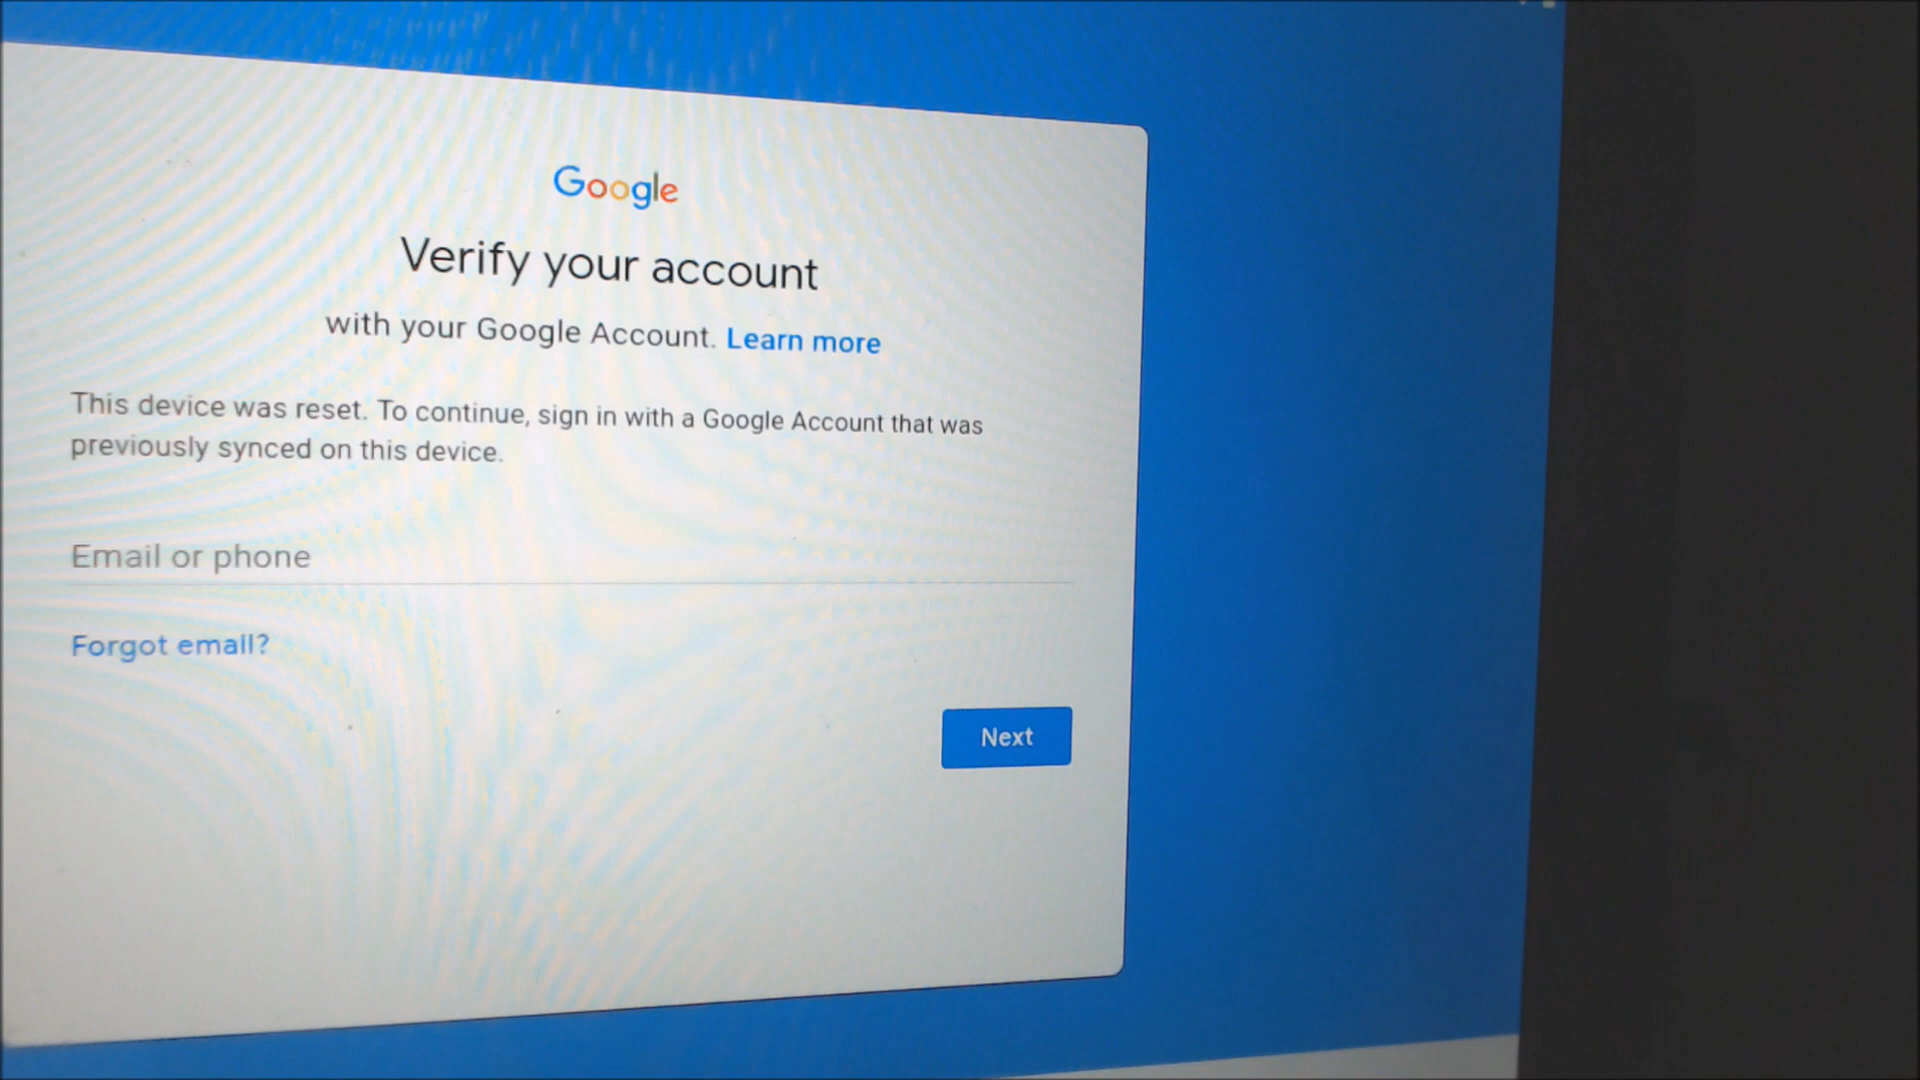 Google
Verify your account
with your Google Account. Learn more
This device was reset. To continue, sign in with a Google Account that was
previously synced on this device.
Email or phone
Forgot email?
Next